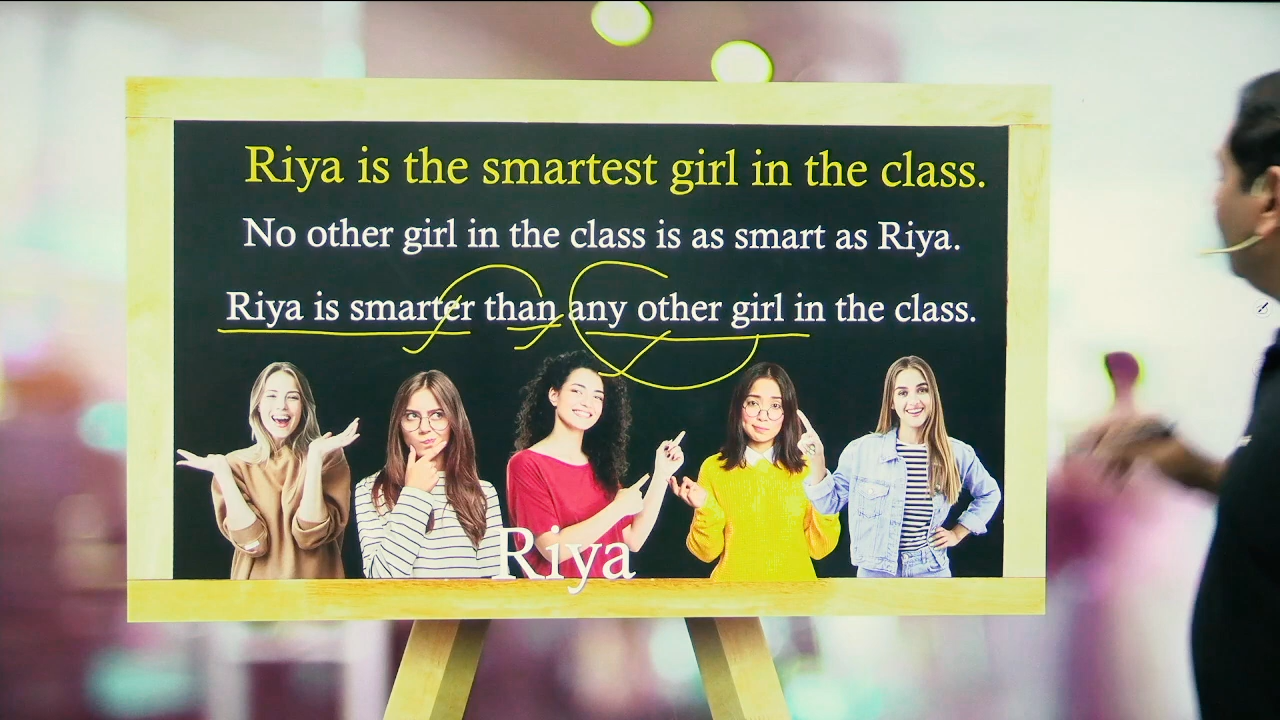 Riya is the smartest girl in the class.
No other girl in the class is as smart as Riya.
Riya is smarter than any other girl in the class.
Riya